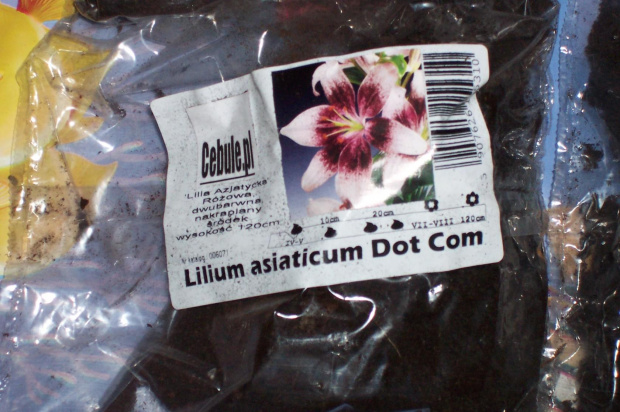 Cebule.pl
'Lilia Azjatycka'
Różowa,
dwubarwna
nakrapiany
środek
wysokość 120cm
10cm 20cm
IV-V VII-VIII 120cm
Lilium asiaticum Dot Com